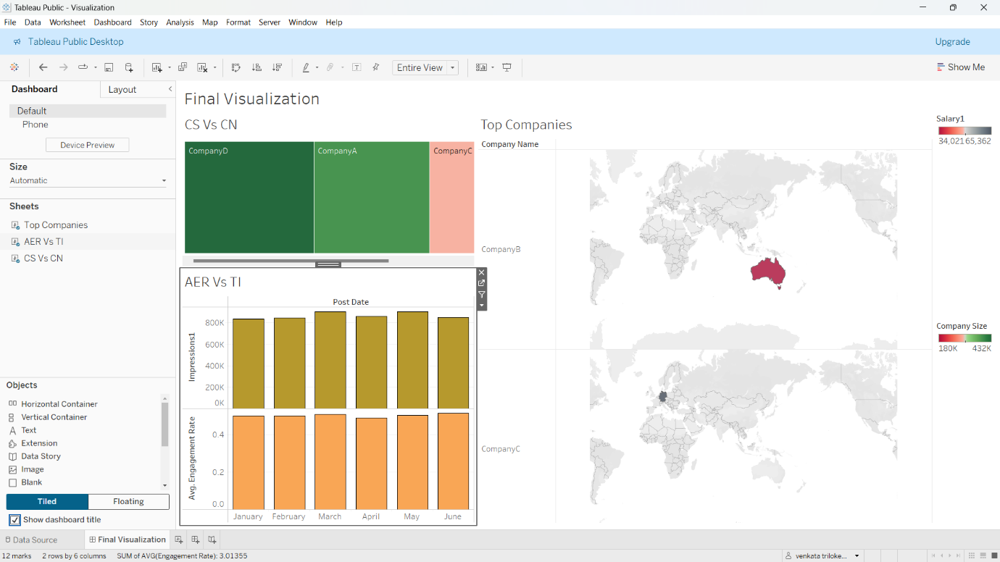 Tableau Public - Visualization
File Data Worksheet Dashboard Story Analysis Map Format Server Window Help
Tableau Public Desktop
Upgrade
Entire View
Show Me
Dashboard
Layout
Default
Phone
Device Preview
Size
Automatic
Sheets
Top Companies
AER Vs TI
CS Vs CN
Objects
Horizontal Container
Vertical Container
Text
Extension
Data Story
Image
Blank
Tiled
Floating
Show dashboard title
Final Visualization
CS Vs CN
CompanyD
CompanyA
CompanyC
AER Vs TI
Post Date
Impressions1
800K
600K
400K
200K
0K
Avg. Engagement Rate
0.4
0.2
0.0
January February March April May June
Top Companies
Company Name
CompanyB
CompanyC
Salary1
34,021 65,362
Company Size
180K 432K
Data Source
Final Visualization
12 marks 2 rows by 6 columns SUM of AVG(Engagement Rate): 3.01355
venkata triloke...